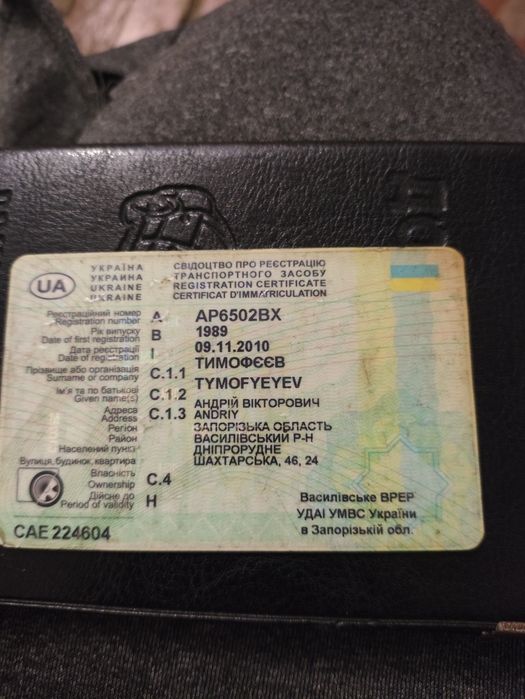 UA
УКРАЇНА
УКРАИНА
UKRAINE
UKRAINE
СВІДОЦТВО ПРО РЕЄСТРАЦІЮ
ТРАНСПОРТНОГО ЗАСОБУ
REGISTRATION CERTIFICATE
CERTIFICAT D'IMMATRICULATION
Реєстраційний номер
Registration number A AP6502BX
Рік випуску
Date of first registration B 1989
Дата реєстрації
Date of registration I 09.11.2010
Прізвище або організація ТИМОФЄЄВ
Surname or company C.1.1 TYMOFYEYEV
Ім'я та по батькові АНДРІЙ ВІКТОРОВИЧ
Given name(s) C.1.2 ANDRIY
Адреса
Address C.1.3
Регіон ЗАПОРІЗЬКА ОБЛАСТЬ
Район ВАСИЛІВСЬКИЙ Р-Н
Населений пункт ДНІПРОРУДНЕ
Вулиця, будинок, квартира ШАХТАРСЬКА, 46, 24
Власність
Ownership C.4
Дійсне до
Period of validity H
Василівське ВРЕР
УДАІ УМВС України
в Запорізькій обл.
CAE 224604